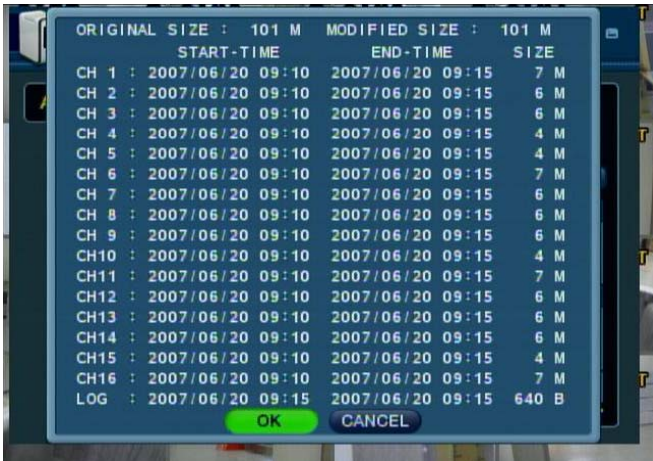 ORIGINAL SIZE : 101 M MODIFIED SIZE : 101 M
START-TIME END-TIME SIZE
CH 1 : 2007/06/20 09:10 2007/06/20 09:15 7 M
CH 2 : 2007/06/20 09:10 2007/06/20 09:15 6 M
CH 3 : 2007/06/20 09:10 2007/06/20 09:15 6 M
CH 4 : 2007/06/20 09:10 2007/06/20 09:15 4 M
CH 5 : 2007/06/20 09:10 2007/06/20 09:15 4 M
CH 6 : 2007/06/20 09:10 2007/06/20 09:15 7 M
CH 7 : 2007/06/20 09:10 2007/06/20 09:15 6 M
CH 8 : 2007/06/20 09:10 2007/06/20 09:15 6 M
CH 9 : 2007/06/20 09:10 2007/06/20 09:15 6 M
CH10 : 2007/06/20 09:10 2007/06/20 09:15 4 M
CH11 : 2007/06/20 09:10 2007/06/20 09:15 7 M
CH12 : 2007/06/20 09:10 2007/06/20 09:15 6 M
CH13 : 2007/06/20 09:10 2007/06/20 09:15 6 M
CH14 : 2007/06/20 09:10 2007/06/20 09:15 6 M
CH15 : 2007/06/20 09:10 2007/06/20 09:15 4 M
CH16 : 2007/06/20 09:10 2007/06/20 09:15 7 M
LOG : 2007/06/20 09:15 2007/06/20 09:15 640 B
OK CANCEL